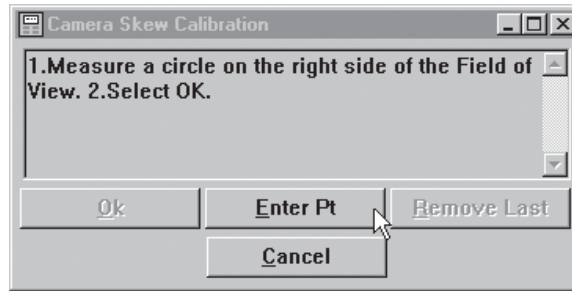 Camera Skew Calibration
1.Measure a circle on the right side of the Field of
View. 2.Select OK.
Ok
Enter Pt
Remove Last
Cancel